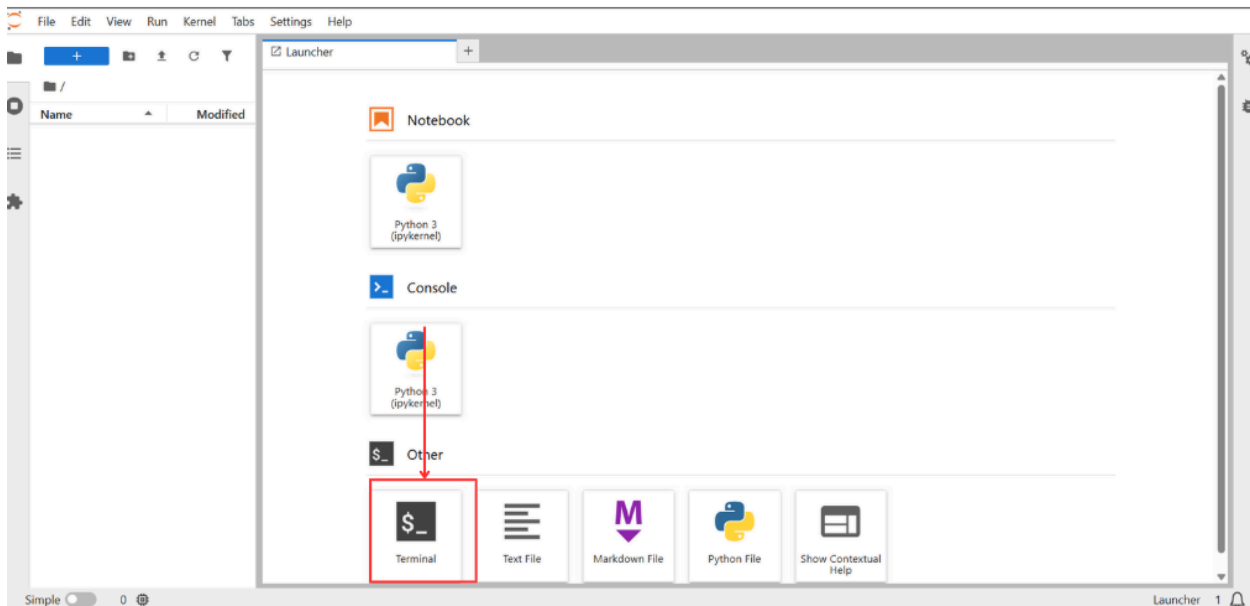 File Edit View Run Kernel Tabs Settings Help
+
Launcher
+
/
Name Modified
Notebook
Python 3
(ipykernel)
>_ Console
Python 3
(ipykernel)
$_ Other
$_
M
Terminal
Text File
Markdown File
Python File
Show Contextual
Help
Simple 0
Launcher 1